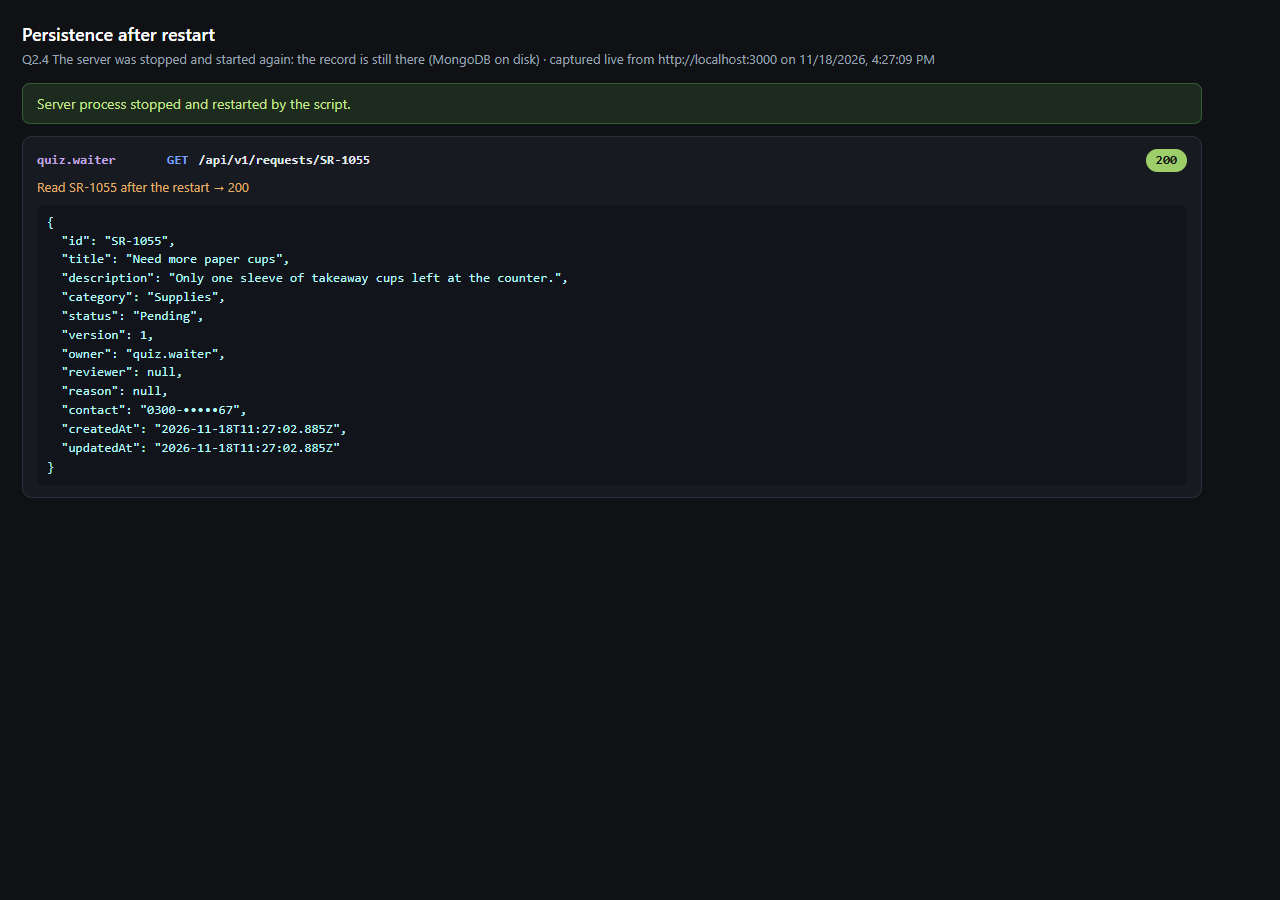 Persistence after restart
Q2.4 The server was stopped and started again: the record is still there (MongoDB on disk) · captured live from http://localhost:3000 on 11/18/2026, 4:27:09 PM
Server process stopped and restarted by the script.
quiz.waiter GET /api/v1/requests/SR-1055 200
Read SR-1055 after the restart → 200
{
  "id": "SR-1055",
  "title": "Need more paper cups",
  "description": "Only one sleeve of takeaway cups left at the counter.",
  "category": "Supplies",
  "status": "Pending",
  "version": 1,
  "owner": "quiz.waiter",
  "reviewer": null,
  "reason": null,
  "contact": "0300-•••••67",
  "createdAt": "2026-11-18T11:27:02.885Z",
  "updatedAt": "2026-11-18T11:27:02.885Z"
}